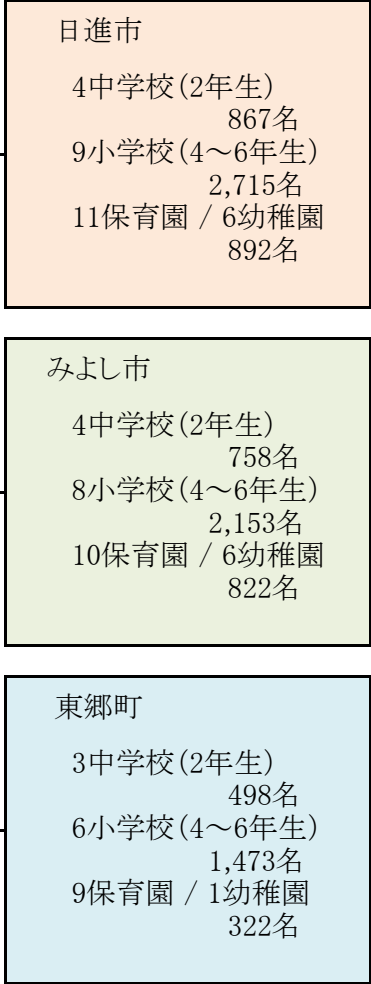 日進市
4中学校(2年生)
867名
9小学校(4～6年生)
2,715名
11保育園 / 6幼稚園
892名
みよし市
4中学校(2年生)
758名
8小学校(4～6年生)
2,153名
10保育園 / 6幼稚園
822名
東郷町
3中学校(2年生)
498名
6小学校(4～6年生)
1,473名
9保育園 / 1幼稚園
322名